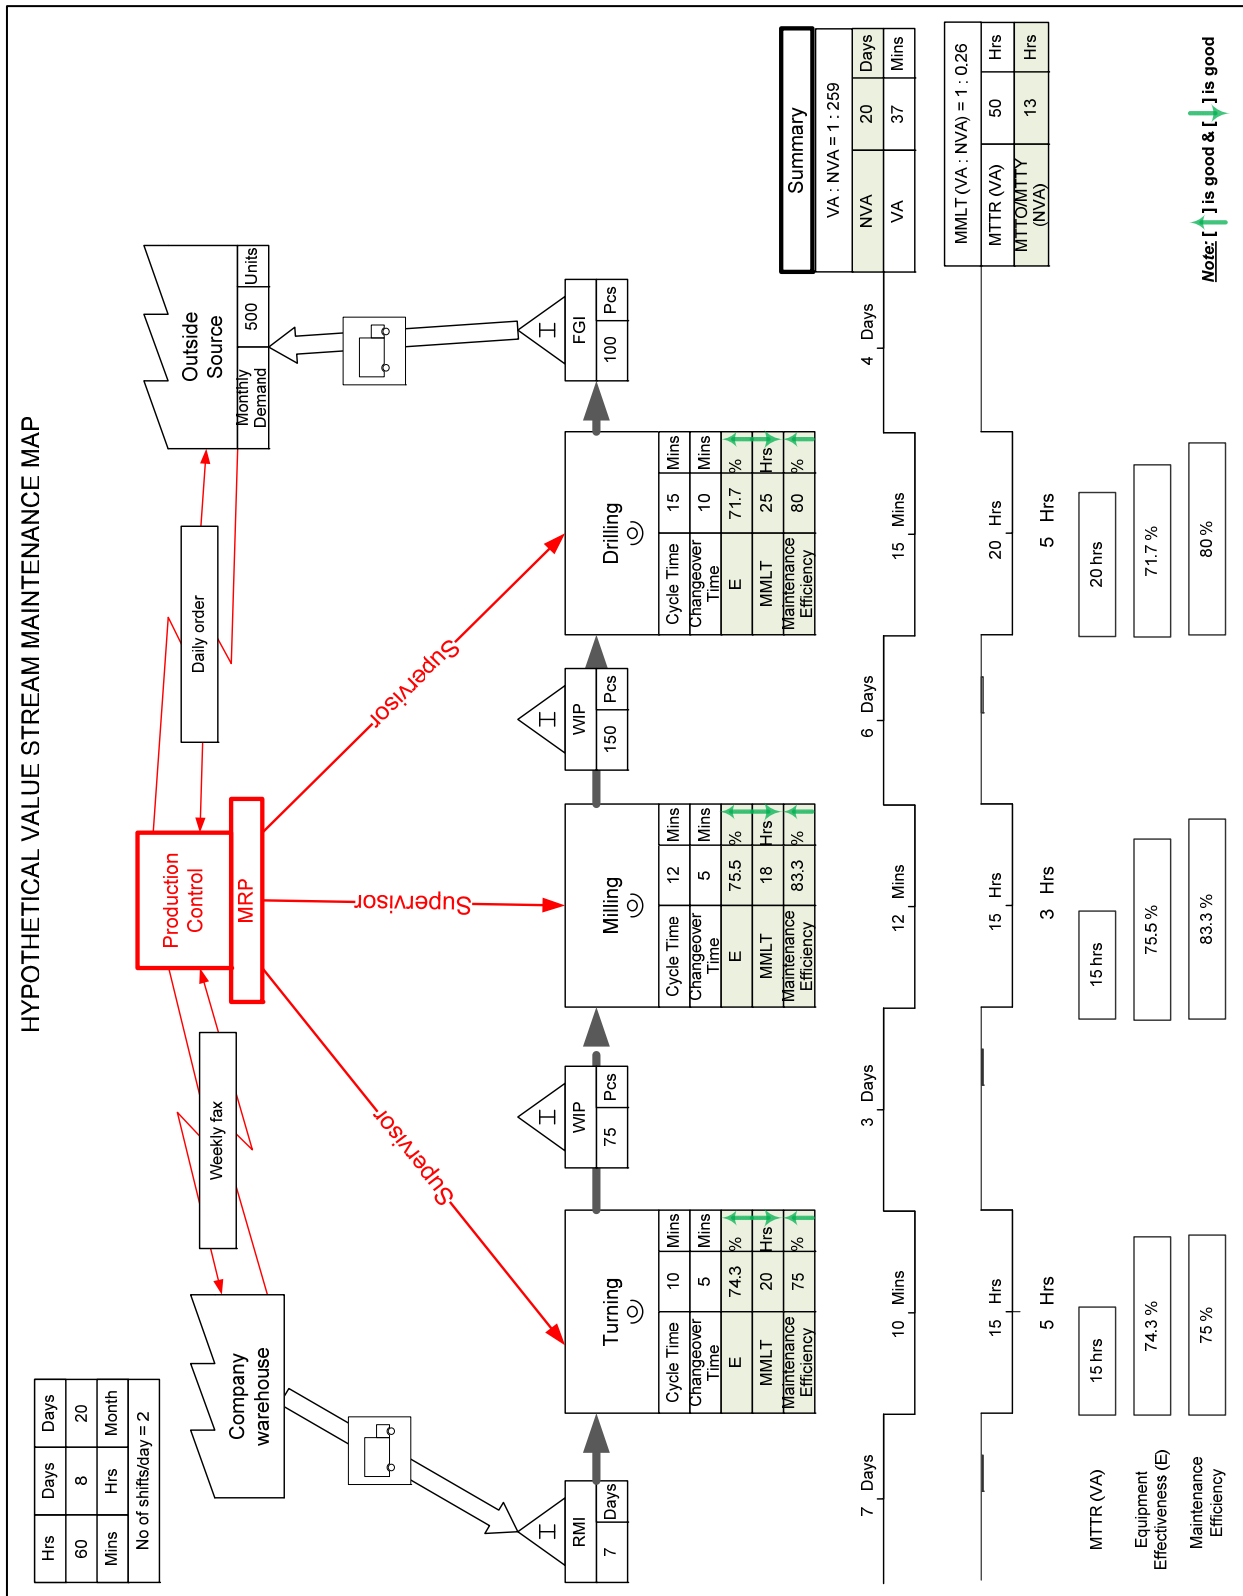 HYPOTHETICAL VALUE STREAM MAINTENANCE MAP
Hrs Days Days
60 8 20
Mins Hrs Month
No of shifts/day = 2
Company
warehouse
Weekly fax
Production
Control
MRP
Daily order
Outside
Source
Monthly
Demand
500
Units
Supervisor
Supervisor
Supervisor
I
RMI
7 Days
Turning
Cycle Time 10 Mins
Changeover
Time
5 Mins
E 74.3 %
MMLT 20 Hrs
Maintenance
Efficiency
75 %
I
WIP
75 Pcs
Milling
Cycle Time 12 Mins
Changeover
Time
5 Mins
E 75.5 %
MMLT 18 Hrs
Maintenance
Efficiency
83.3 %
I
WIP
150 Pcs
Drilling
Cycle Time 15 Mins
Changeover
Time
10 Mins
E 71.7 %
MMLT 25 Hrs
Maintenance
Efficiency
80 %
I
FGI
100 Pcs
Summary
VA : NVA = 1 : 259
NVA 20 Days
VA 37 Mins
7 Days 3 Days 6 Days 4 Days
10 Mins 12 Mins 15 Mins
MMLT (VA : NVA) = 1 : 0.26
MTTR (VA) 50 Hrs
MTTO/MTTY
(NVA)
13 Hrs
15 Hrs 15 Hrs 20 Hrs
5 Hrs 3 Hrs 5 Hrs
MTTR (VA) 15 hrs 15 hrs 20 hrs
Equipment
Effectiveness (E)
74.3 % 75.5 % 71.7 %
Maintenance
Efficiency
75 % 83.3 % 80 %
Note: [ ] is good & [ ] is good